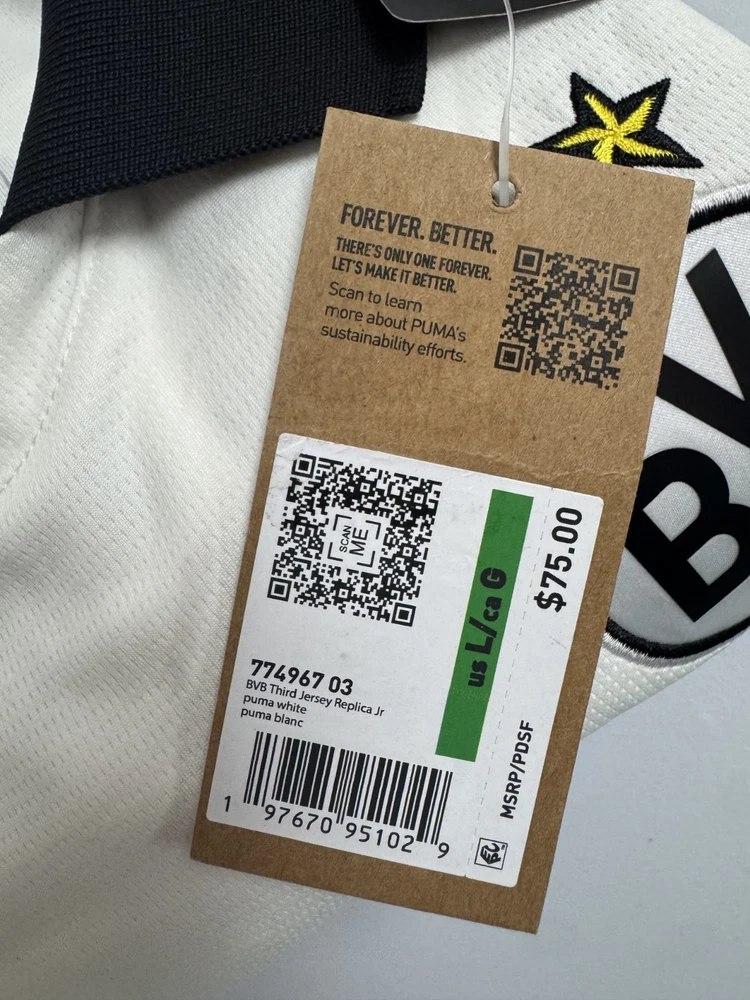 FOREVER. BETTER.
THERE'S ONLY ONE FOREVER.
LET'S MAKE IT BETTER.
Scan to learn
more about PUMA's
sustainability efforts.
SCAN
ME
us L/ca G
$75.00
MSRP/PDSF
774967 03
BVB Third Jersey Replica Jr
puma white
puma blanc
1 97670 95102 9
BV